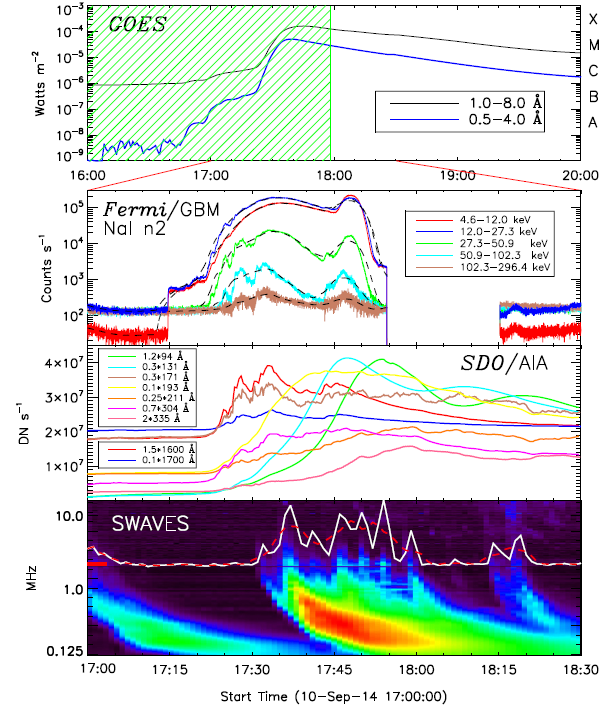 GOES
Watts m⁻²
10⁻³
10⁻⁴
10⁻⁵
10⁻⁶
10⁻⁷
10⁻⁸
10⁻⁹
X
M
C
B
A
1.0−8.0 Å
0.5−4.0 Å
16:00
17:00
18:00
19:00
20:00
Fermi/GBM
NaI n2
Counts s⁻¹
10⁵
10⁴
10³
10²
4.6−12.0 keV
12.0−27.3 keV
27.3−50.9 keV
50.9−102.3 keV
102.3−296.4 keV
SDO/AIA
DN s⁻¹
4×10⁷
3×10⁷
2×10⁷
1×10⁷
1.2*94 Å
0.3*131 Å
0.3*171 Å
0.1*193 Å
0.25*211 Å
0.7*304 Å
2*335 Å
1.5*1600 Å
0.1*1700 Å
SWAVES
MHz
10.0
1.0
0.125
17:00
17:15
17:30
17:45
18:00
18:15
18:30
Start Time (10−Sep−14 17:00:00)